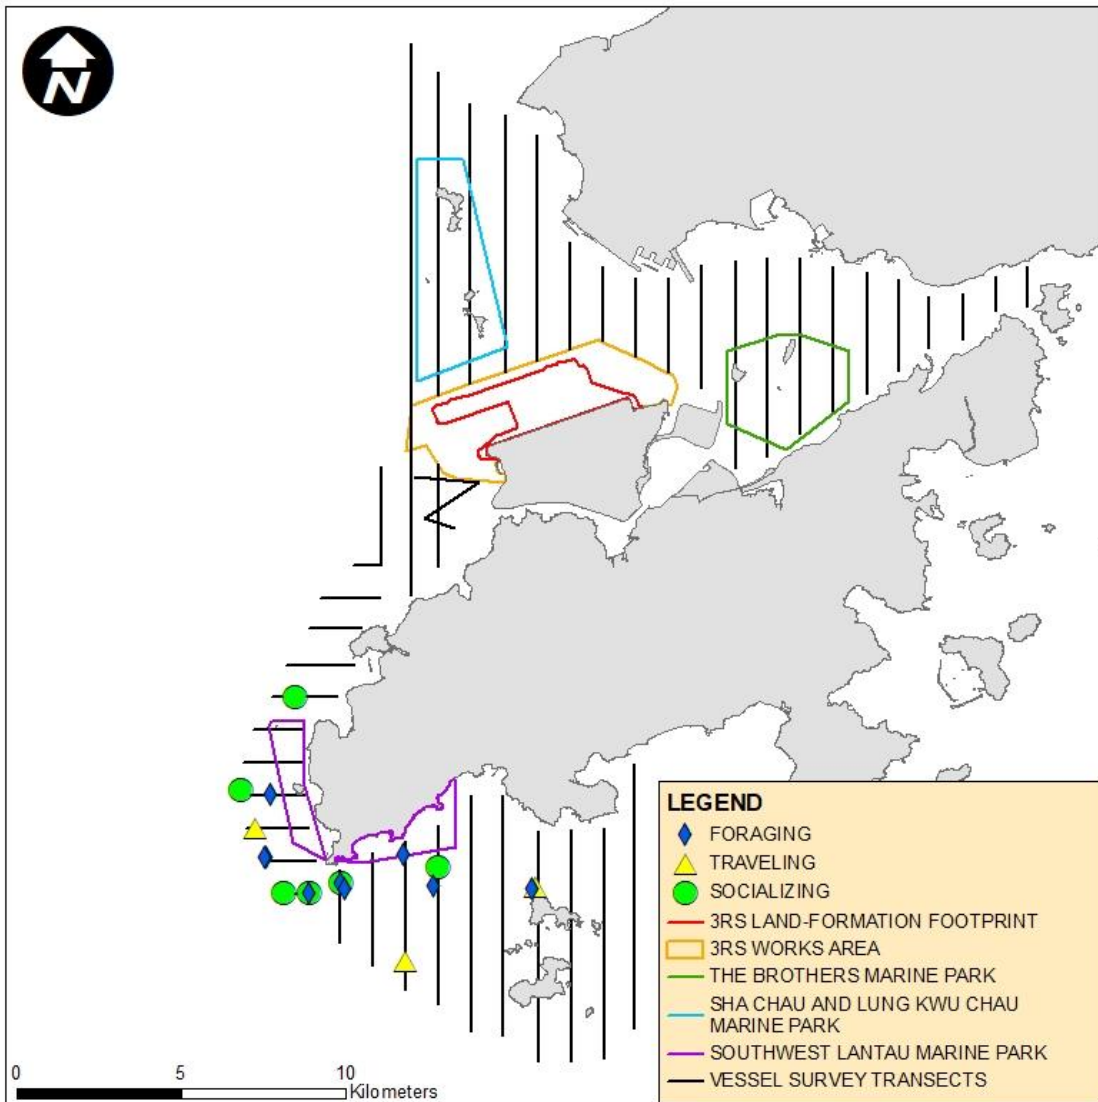 N
LEGEND
FORAGING
TRAVELING
SOCIALIZING
3RS LAND-FORMATION FOOTPRINT
3RS WORKS AREA
THE BROTHERS MARINE PARK
SHA CHAU AND LUNG KWU CHAU
MARINE PARK
SOUTHWEST LANTAU MARINE PARK
VESSEL SURVEY TRANSECTS
0 5 10
Kilometers